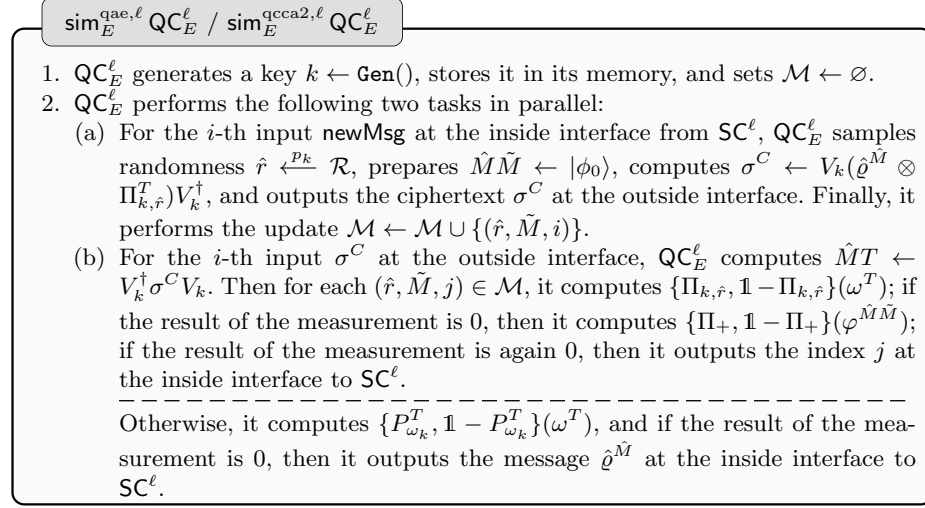 sim_E^{qae,ℓ} QC_E^ℓ / sim_E^{qcca2,ℓ} QC_E^ℓ
1. QC_E^ℓ generates a key k ← Gen(), stores it in its memory, and sets ℳ ← ∅.
2. QC_E^ℓ performs the following two tasks in parallel:
(a) For the i-th input newMsg at the inside interface from SC^ℓ, QC_E^ℓ samples
randomness r̂ ←^{p_k} ℛ, prepares M̂M̃ ← |ϕ_0⟩, computes σ^C ← V_k(ϱ̂^{M̂} ⊗
Π_{k,r̂}^T)V_k^†, and outputs the ciphertext σ^C at the outside interface. Finally, it
performs the update ℳ ← ℳ ∪ {(r̂, M̃, i)}.
(b) For the i-th input σ^C at the outside interface, QC_E^ℓ computes M̂T ←
V_k^† σ^C V_k. Then for each (r̂, M̃, j) ∈ ℳ, it computes {Π_{k,r̂}, 𝟙 − Π_{k,r̂}}(ω^T); if
the result of the measurement is 0, then it computes {Π_+, 𝟙 − Π_+}(φ^{M̂M̃});
if the result of the measurement is again 0, then it outputs the index j at
the inside interface to SC^ℓ.
Otherwise, it computes {P_{ω_k}^T, 𝟙 − P_{ω_k}^T}(ω^T), and if the result of the mea-
surement is 0, then it outputs the message ϱ̂^{M̂} at the inside interface to
SC^ℓ.